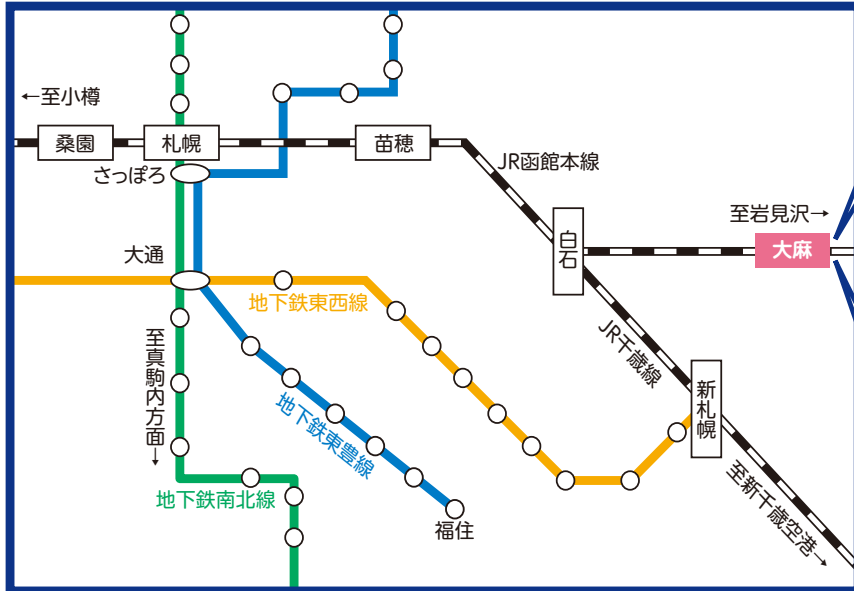 ←至小樽
桑園
札幌
苗穂
さっぽろ
JR函館本線
至岩見沢→
大麻
白石
大通
地下鉄東西線
JR千歳線
至真駒内方面→
新札幌
地下鉄東豊線
地下鉄南北線
福住
至新千歳空港→